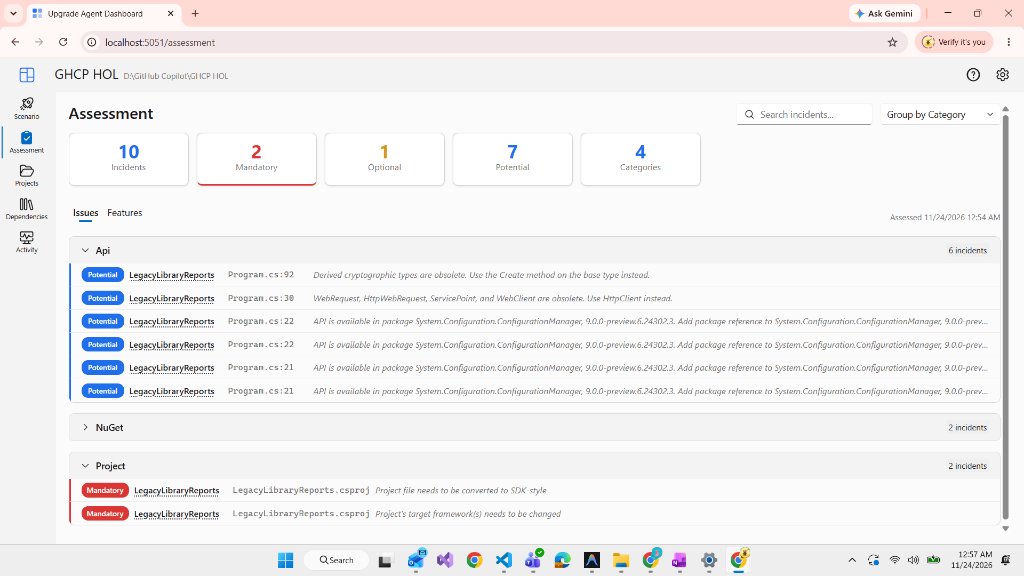 Upgrade Agent Dashboard
Ask Gemini
localhost:5051/assessment
Verify it's you
GHCP HOL D:\GitHub Copilot\GHCP HOL
Scenario
Assessment
Projects
Dependencies
Activity
Assessment
Search incidents...
Group by Category
10 Incidents
2 Mandatory
1 Optional
7 Potential
4 Categories
Issues Features
Assessed 11/24/2026 12:54 AM
Api 6 incidents
Potential LegacyLibraryReports Program.cs:92 Derived cryptographic types are obsolete. Use the Create method on the base type instead.
Potential LegacyLibraryReports Program.cs:30 WebRequest, HttpWebRequest, ServicePoint, and WebClient are obsolete. Use HttpClient instead.
Potential LegacyLibraryReports Program.cs:22 API is available in package System.Configuration.ConfigurationManager, 9.0.0-preview.6.24302.3. Add package reference to System.Configuration.ConfigurationManager, 9.0.0-prev...
Potential LegacyLibraryReports Program.cs:22 API is available in package System.Configuration.ConfigurationManager, 9.0.0-preview.6.24302.3. Add package reference to System.Configuration.ConfigurationManager, 9.0.0-prev...
Potential LegacyLibraryReports Program.cs:21 API is available in package System.Configuration.ConfigurationManager, 9.0.0-preview.6.24302.3. Add package reference to System.Configuration.ConfigurationManager, 9.0.0-prev...
Potential LegacyLibraryReports Program.cs:21 API is available in package System.Configuration.ConfigurationManager, 9.0.0-preview.6.24302.3. Add package reference to System.Configuration.ConfigurationManager, 9.0.0-prev...
NuGet 2 incidents
Project 2 incidents
Mandatory LegacyLibraryReports LegacyLibraryReports.csproj Project file needs to be converted to SDK-style
Mandatory LegacyLibraryReports LegacyLibraryReports.csproj Project's target framework(s) needs to be changed
Search
12:57 AM
11/24/2026